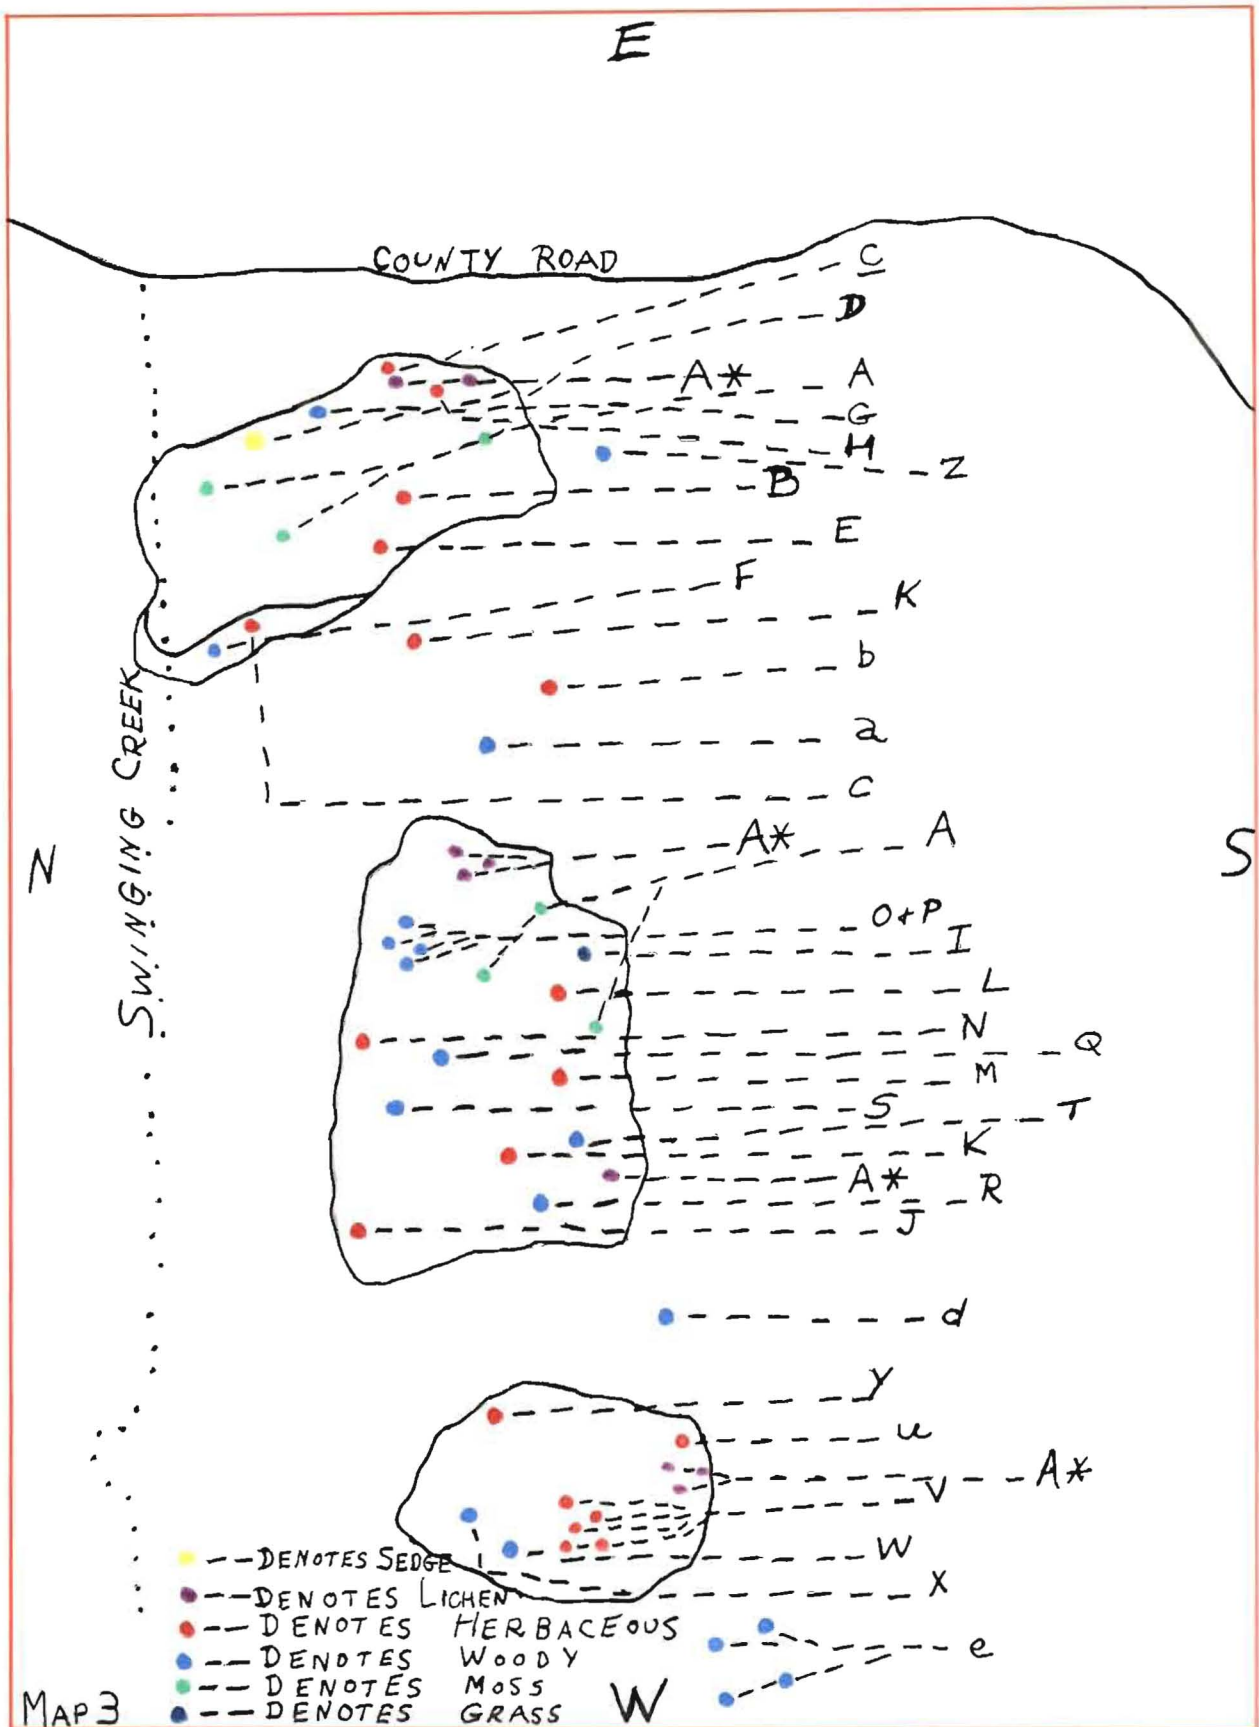 E
COUNTY ROAD
C
D
A*
A
G
H
Z
B
E
F
K
b
a
c
A*
A
N
S
SWINGING CREEK
O+P
I
L
N
Q
M
S
T
K
A*
R
J
d
y
u
A*
V
W
X
e
--DENOTES SEDGE
--DENOTES LICHEN
--DENOTES HERBACEOUS
--DENOTES WOODY
--DENOTES MOSS
--DENOTES GRASS
MAP 3
W